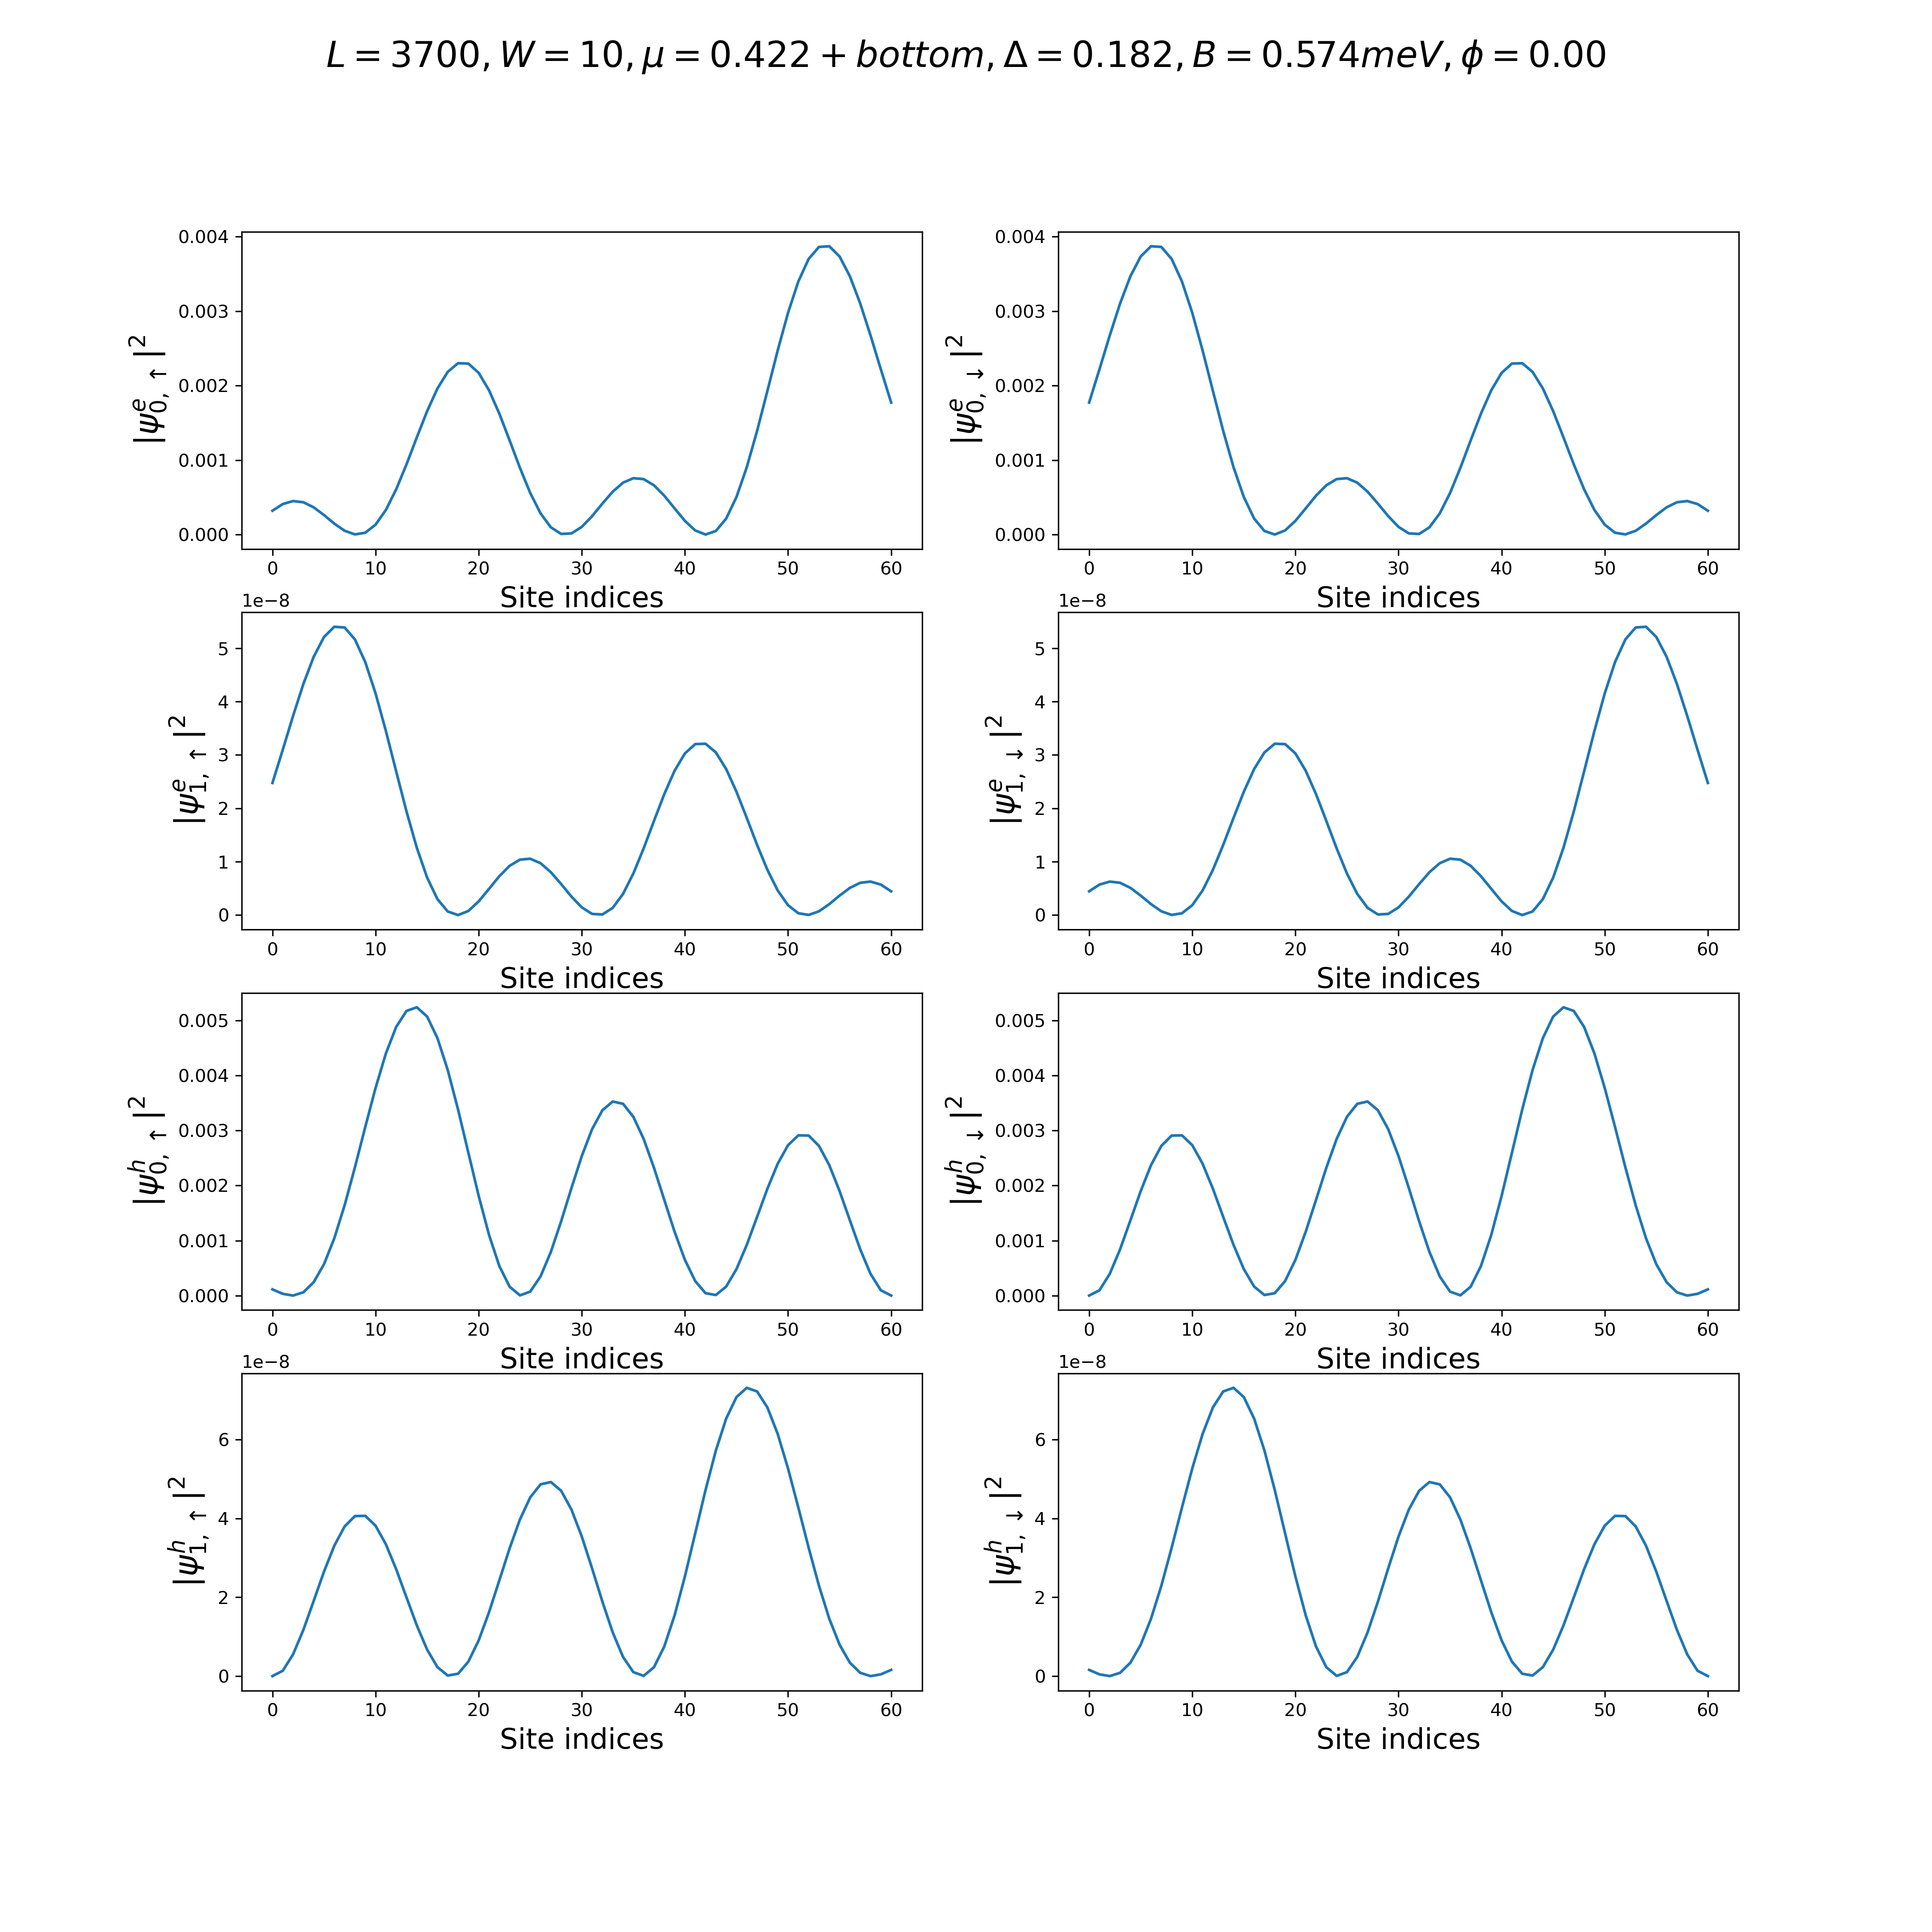 L = 3700, W = 10, μ = 0.422 + bottom, Δ = 0.182, B = 0.574meV, ϕ = 0.00
0.004
0.003
0.002
0.001
0.000
|ψ^e_{0,↑}|^2
0 10 20 30 40 50 60
Site indices
0.004
0.003
0.002
0.001
0.000
|ψ^e_{0,↓}|^2
0 10 20 30 40 50 60
Site indices
1e−8
5
4
3
2
1
0
|ψ^e_{1,↑}|^2
0 10 20 30 40 50 60
Site indices
1e−8
5
4
3
2
1
0
|ψ^e_{1,↓}|^2
0 10 20 30 40 50 60
Site indices
0.005
0.004
0.003
0.002
0.001
0.000
|ψ^h_{0,↑}|^2
0 10 20 30 40 50 60
Site indices
0.005
0.004
0.003
0.002
0.001
0.000
|ψ^h_{0,↓}|^2
0 10 20 30 40 50 60
Site indices
1e−8
6
4
2
0
|ψ^h_{1,↑}|^2
0 10 20 30 40 50 60
Site indices
1e−8
6
4
2
0
|ψ^h_{1,↓}|^2
0 10 20 30 40 50 60
Site indices